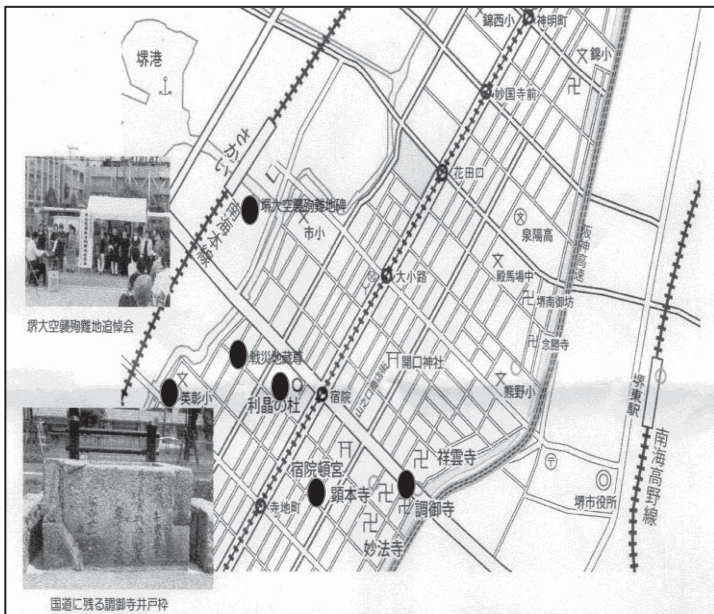 堺港
さかい
南海本線
錦西小
神明町
錦小
妙国寺前
花田口
堺大空襲殉難地碑
市小
泉陽高
阪神高速
殿馬場中
大小路
堺南御坊
念勝寺
堺大空襲殉難地追悼会
戦災地蔵尊
開口神社
山之口商店街
熊野小
英彰小
利晶の杜
宿院
堺東駅
南海高野線
祥雲寺
宿院頓宮
顕本寺
寺地町
調御寺
妙法寺
堺市役所
国道に残る調御寺井戸枠